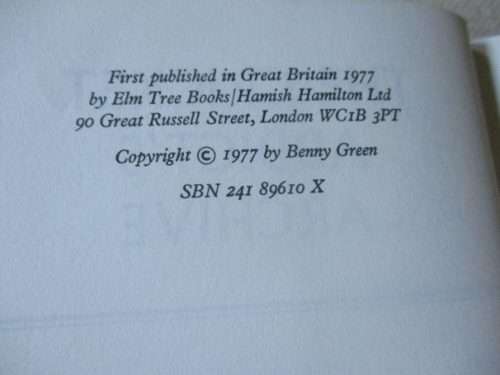 First published in Great Britain 1977
by Elm Tree Books/Hamish Hamilton Ltd
90 Great Russell Street, London WC1B 3PT
Copyright © 1977 by Benny Green
SBN 241 89610 X